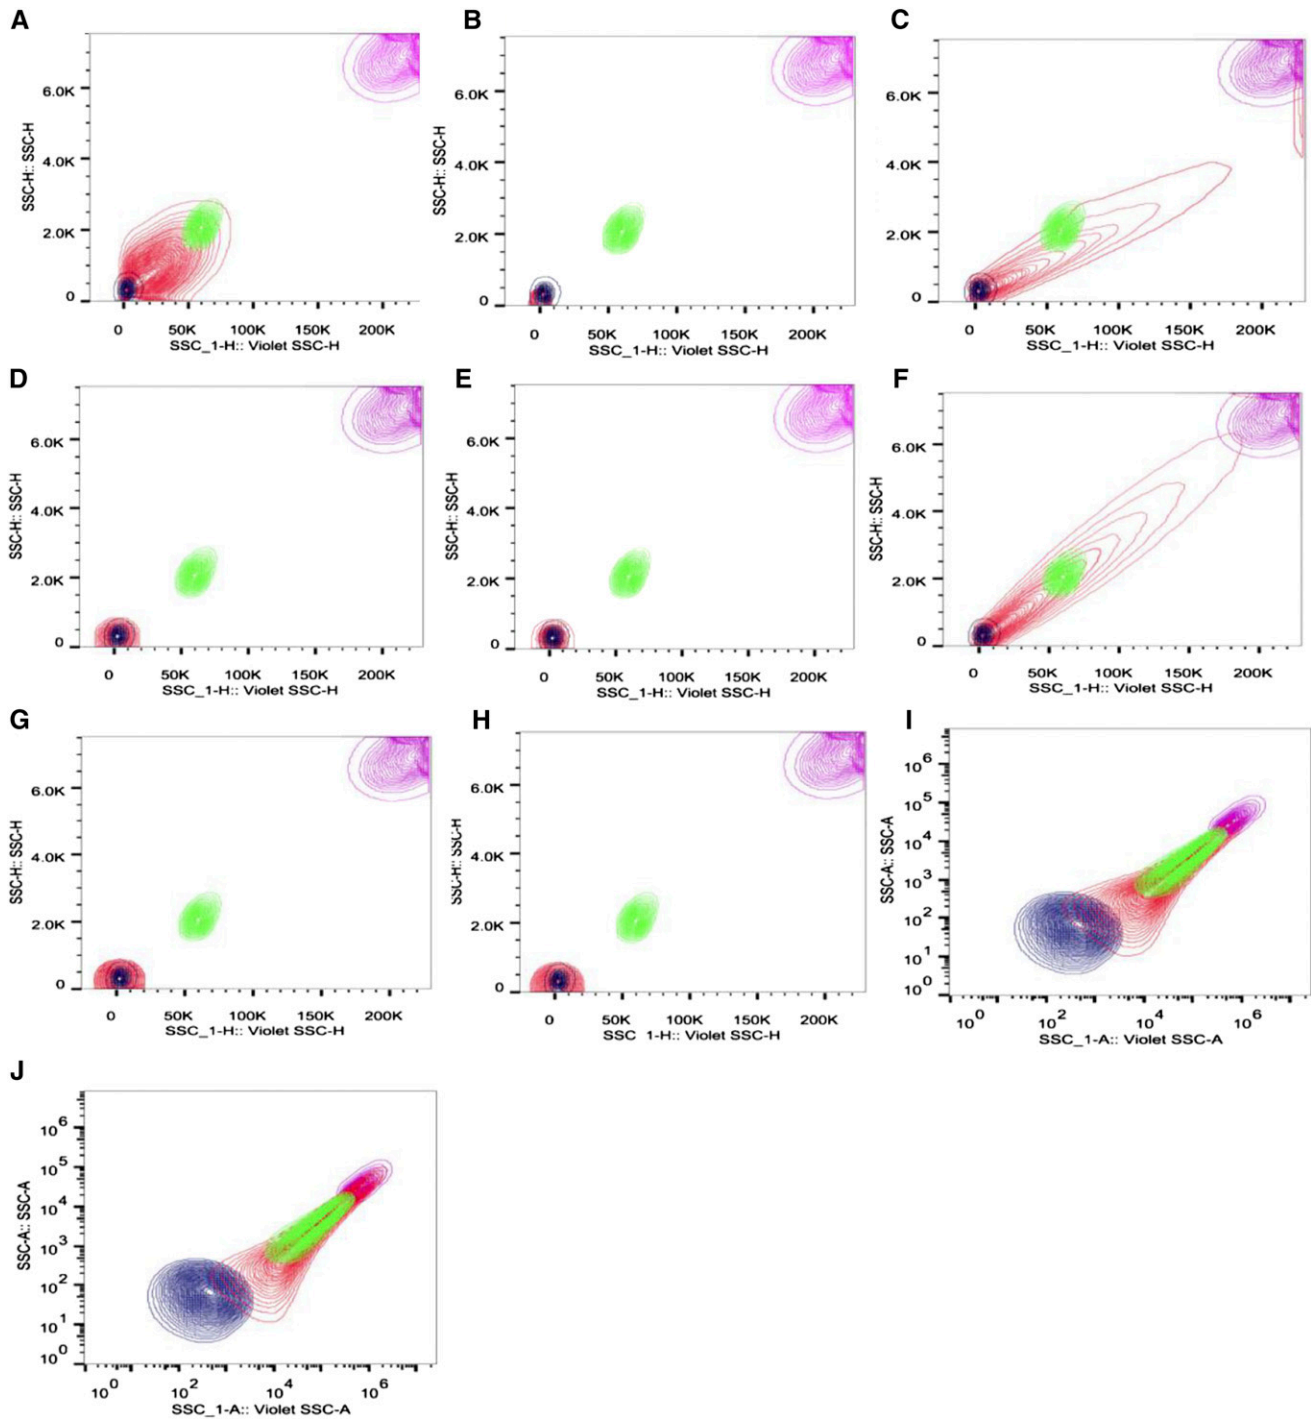 A
B
C
6.0K
4.0K
2.0K
0
SSC-H:: SSC-H
0 50K 100K 150K 200K
SSC_1-H:: Violet SSC-H
6.0K
4.0K
2.0K
0
SSC-H:: SSC-H
0 50K 100K 150K 200K
SSC_1-H:: Violet SSC-H
6.0K
4.0K
2.0K
0
0 50K 100K 150K 200K
SSC_1-H:: Violet SSC-H
D
E
F
6.0K
4.0K
2.0K
0
SSC-H:: SSC-H
0 50K 100K 150K 200K
SSC_1-H:: Violet SSC-H
6.0K
4.0K
2.0K
0
SSC-H:: SSC-H
0 50K 100K 150K 200K
SSC_1-H:: Violet SSC-H
6.0K
4.0K
2.0K
0
SSC-H:: SSC-H
0 50K 100K 150K 200K
SSC_1-H:: Violet SSC-H
G
H
I
6.0K
4.0K
2.0K
0
SSC-H:: SSC-H
0 50K 100K 150K 200K
SSC_1-H:: Violet SSC-H
6.0K
4.0K
2.0K
0
SSC-H:: SSC-H
0 50K 100K 150K 200K
SSC 1-H:: Violet SSC-H
10^6
10^5
10^4
10^3
10^2
10^1
10^0
SSC-A:: SSC-A
10^0 10^2 10^4 10^6
SSC_1-A:: Violet SSC-A
J
10^6
10^5
10^4
10^3
10^2
10^1
10^0
SSC-A:: SSC-A
10^0 10^2 10^4 10^6
SSC_1-A:: Violet SSC-A